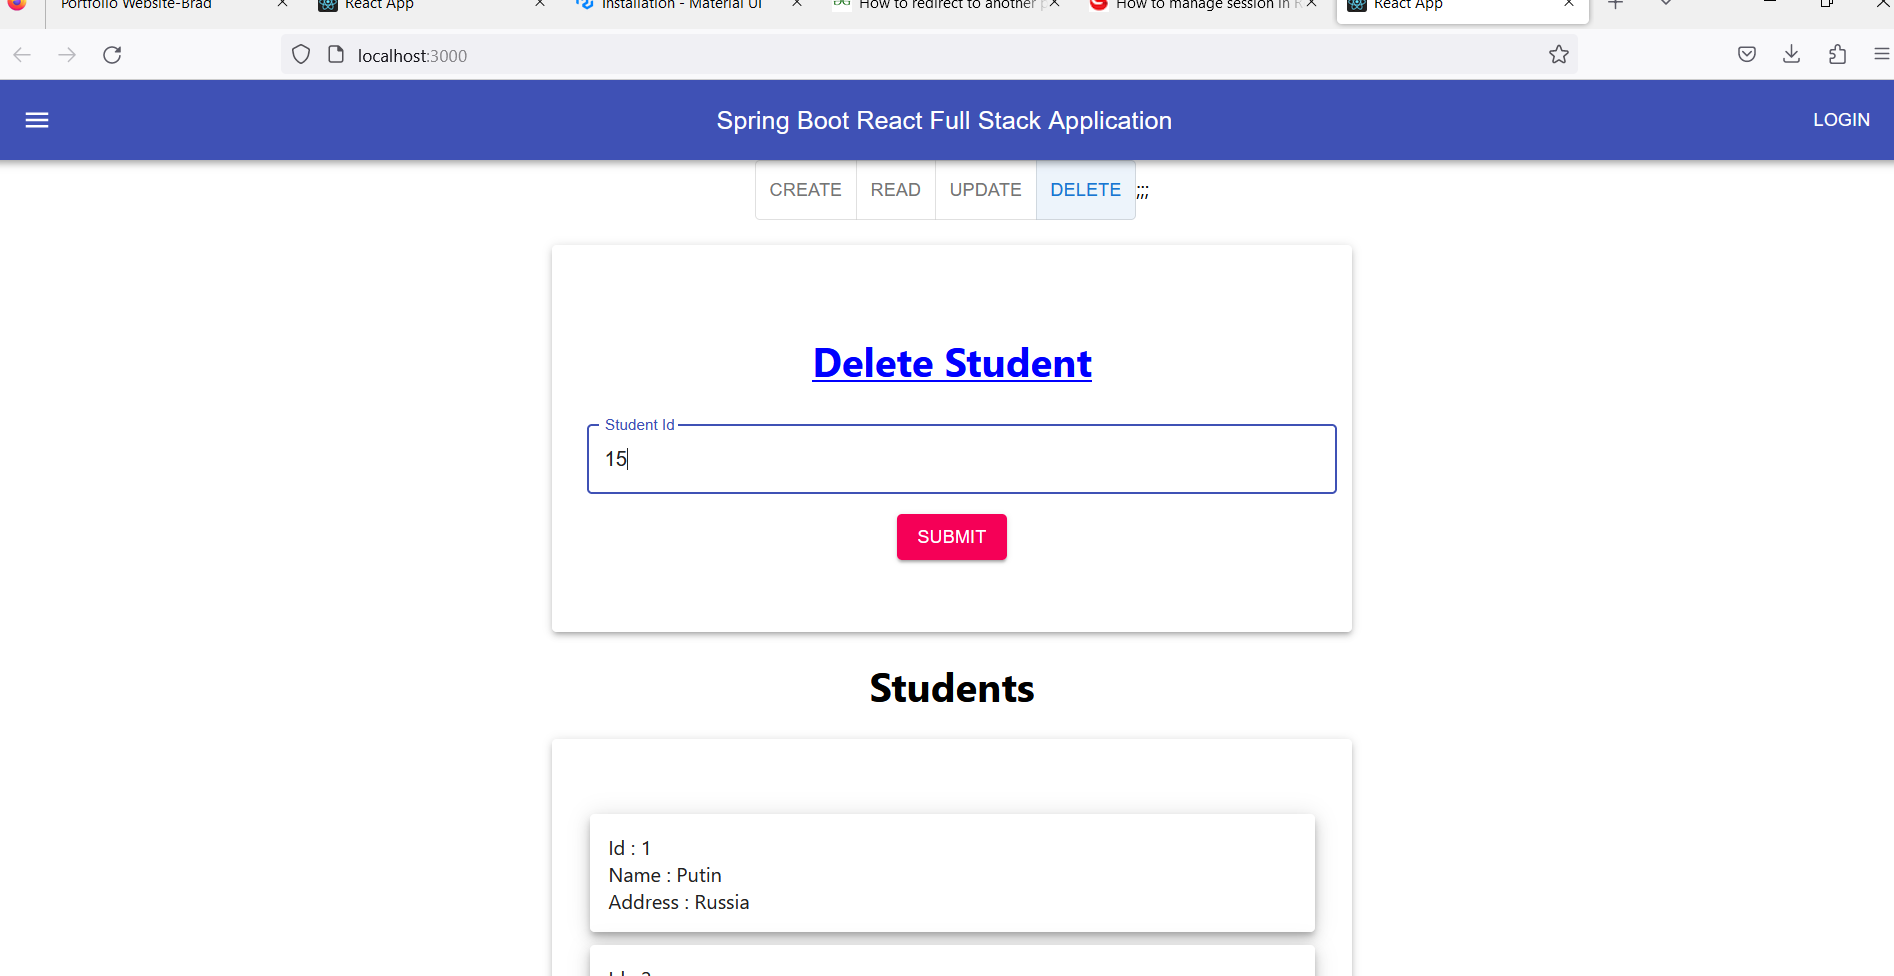 Portfolio Website-Brad
React App
Installation - Material UI
How to redirect to another p
How to manage session in R
React App
localhost:3000
Spring Boot React Full Stack Application
LOGIN
CREATE READ UPDATE DELETE ;;;
Delete Student
Student Id
15
SUBMIT
Students
Id : 1
Name : Putin
Address : Russia